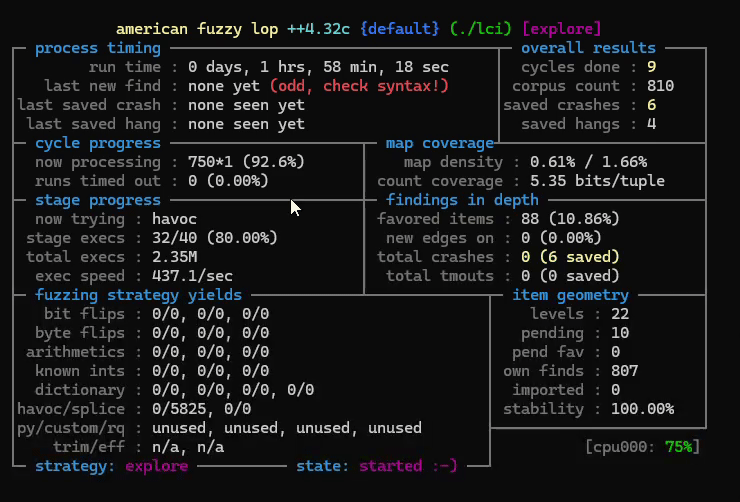 american fuzzy lop ++4.32c {default} (./lci) [explore]
process timing overall results
run time : 0 days, 1 hrs, 58 min, 18 sec cycles done : 9
last new find : none yet (odd, check syntax!) corpus count : 810
last saved crash : none seen yet saved crashes : 6
last saved hang : none seen yet saved hangs : 4
cycle progress map coverage
now processing : 750*1 (92.6%) map density : 0.61% / 1.66%
runs timed out : 0 (0.00%) count coverage : 5.35 bits/tuple
stage progress findings in depth
now trying : havoc favored items : 88 (10.86%)
stage execs : 32/40 (80.00%) new edges on : 0 (0.00%)
total execs : 2.35M total crashes : 0 (6 saved)
exec speed : 437.1/sec total tmouts : 0 (0 saved)
fuzzing strategy yields item geometry
bit flips : 0/0, 0/0, 0/0 levels : 22
byte flips : 0/0, 0/0, 0/0 pending : 10
arithmetics : 0/0, 0/0, 0/0 pend fav : 0
known ints : 0/0, 0/0, 0/0 own finds : 807
dictionary : 0/0, 0/0, 0/0, 0/0 imported : 0
havoc/splice : 0/5825, 0/0 stability : 100.00%
py/custom/rq : unused, unused, unused, unused
trim/eff : n/a, n/a [cpu000: 75%]
strategy: explore state: started :-)